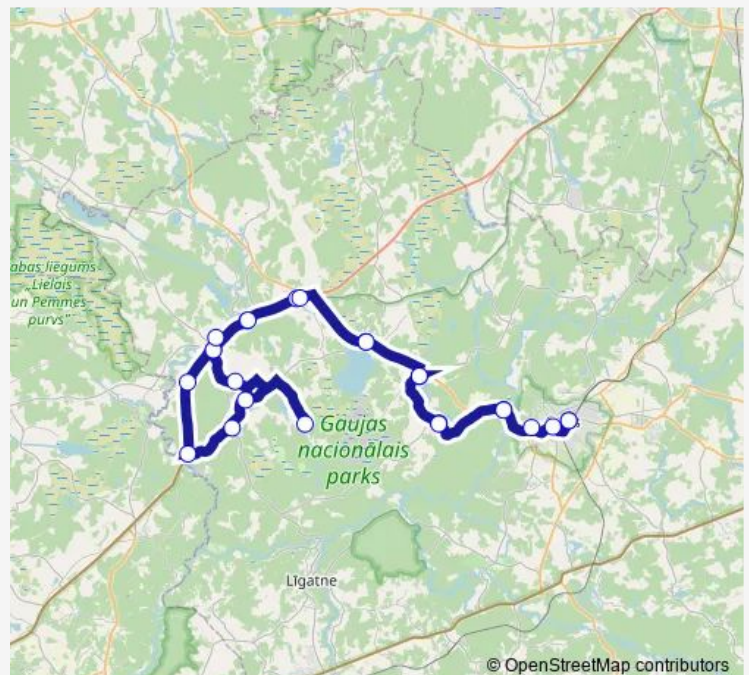 abas liegums
„Lielais
un Pemmes
purvs"
Gaujas
nacionālais
parks
Līgatne
© OpenStreetMap contributors